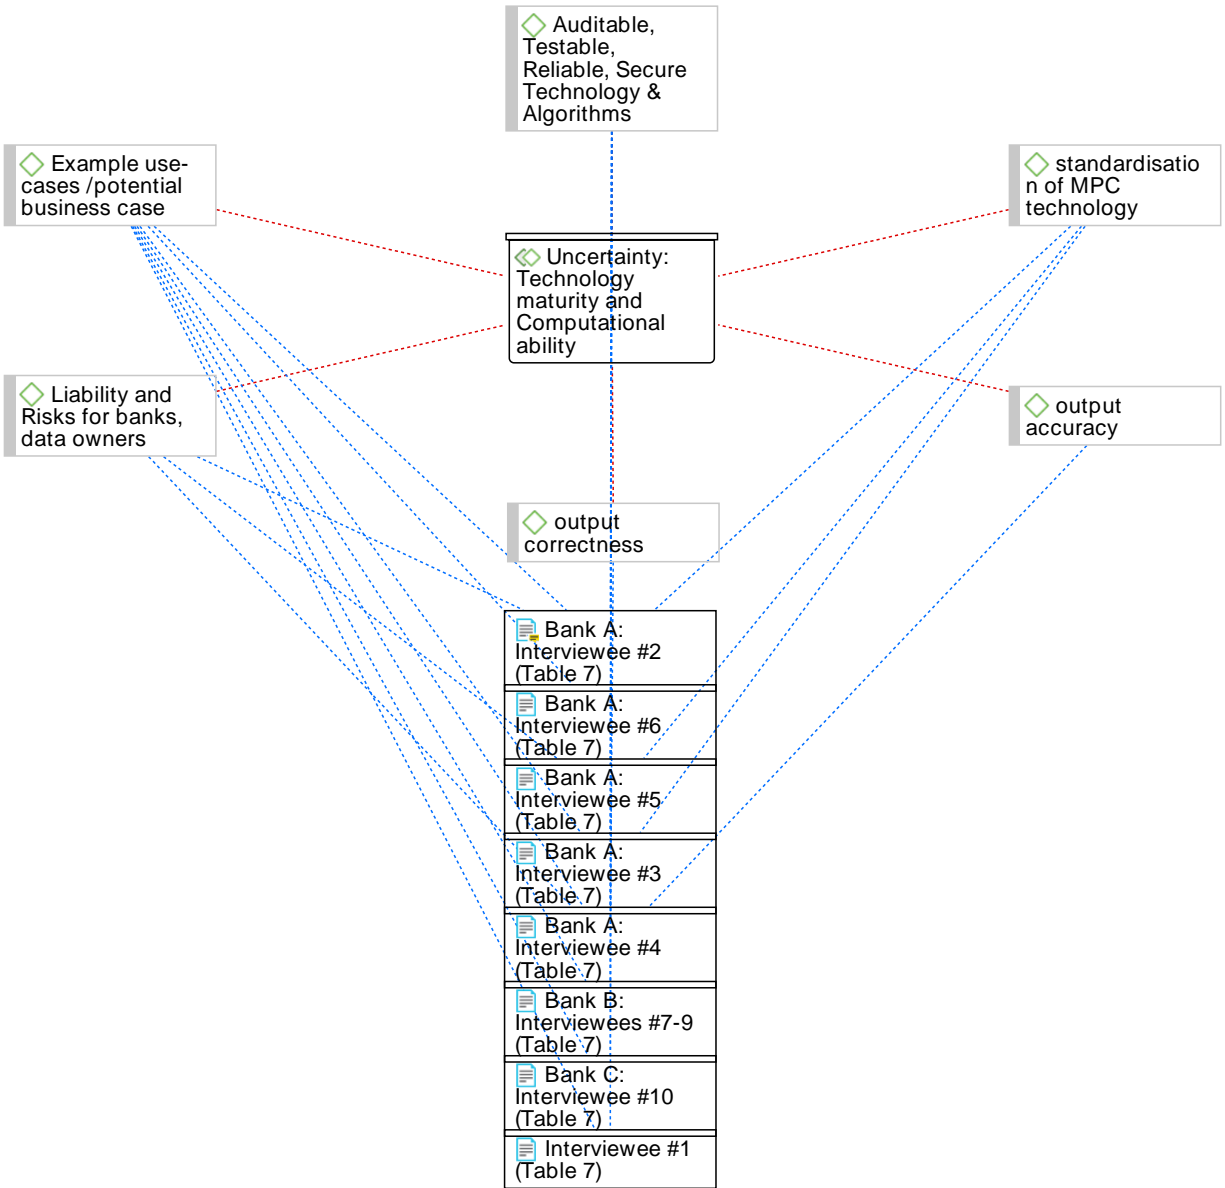 Auditable,
Testable,
Reliable, Secure
Technology &
Algorithms
Example use-
cases /potential
business case
standardisatio
n of MPC
technology
Uncertainty:
Technology
maturity and
Computational
ability
Liability and
Risks for banks,
data owners
output
accuracy
output
correctness
Bank A:
Interviewee #2
(Table 7)
Bank A:
Interviewee #6
(Table 7)
Bank A:
Interviewee #5
(Table 7)
Bank A:
Interviewee #3
(Table 7)
Bank A:
Interviewee #4
(Table 7)
Bank B:
Interviewees #7-9
(Table 7)
Bank C:
Interviewee #10
(Table 7)
Interviewee #1
(Table 7)